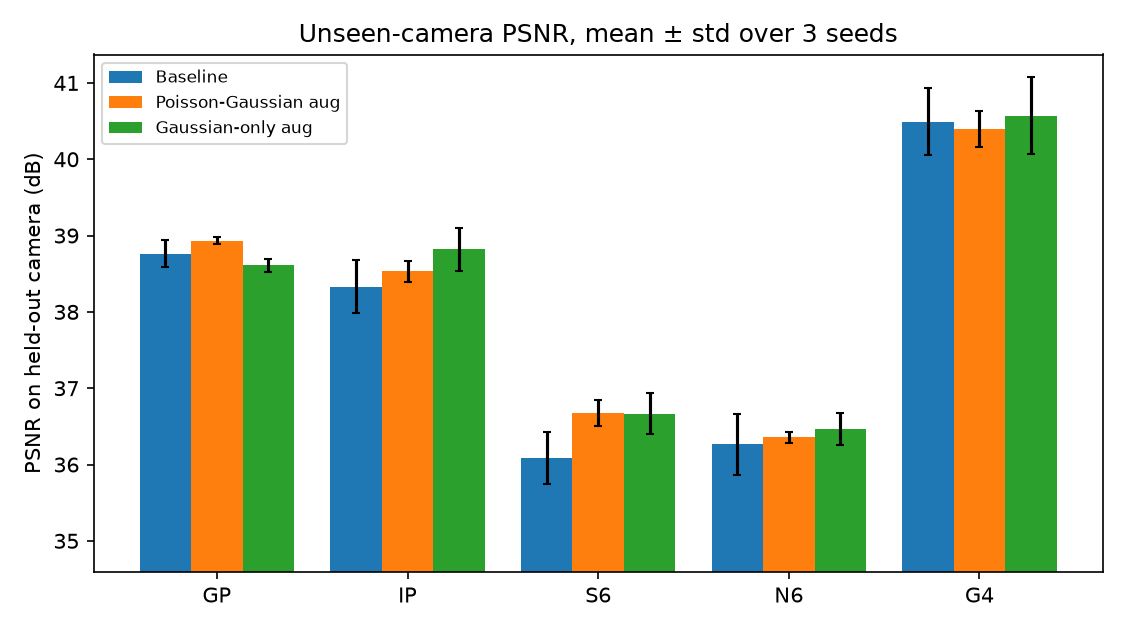 Unseen-camera PSNR, mean ± std over 3 seeds
Baseline
Poisson-Gaussian aug
Gaussian-only aug
PSNR on held-out camera (dB)
41
40
39
38
37
36
35
GP
IP
S6
N6
G4